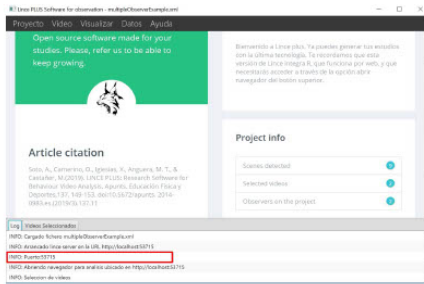 Lince PLUS Software for observation - multipleObserverExample.xml
Proyecto Video Visualizar Datos Ayuda
Open source software made for your
studies. Please, refer us to be able to
keep growing.
Bienvenido a Lince plus. Ya puedes generar tus estudios
con la última tecnología. Te recordamos que esta
versión de Lince integra R, que funciona por web, y que
necesitarás acceder a través de la opción abrir
navegador del botón superior.
Article citation
Soto, A., Camerino, O., Iglesias, X., Anguera, M. T., &
Castañer, M.(2019). LINCE PLUS: Research Software for
Behaviour Video Analysis. Apunts. Educación Física y
Deportes,137, 149-153. doi:10.5672/apunts. 2014-
0983.es.(2019/3).137.11
Project info
Scenes detected
Selected videos
Observers on the project
Log Videos Seleccionados
INFO: Cargado fichero multipleObserverExample.xml
INFO: Arrancado lince server en la URL http://localhost:53715
INFO: Puerto:53715
INFO: Abriendo navegador para analisis ubicado en http://localhost:53715
INFO: Selector de videos